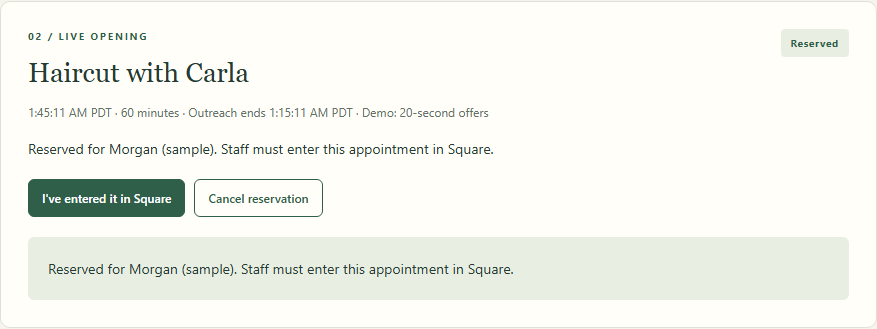 02 / LIVE OPENING
Reserved
Haircut with Carla
1:45:11 AM PDT · 60 minutes · Outreach ends 1:15:11 AM PDT · Demo: 20-second offers
Reserved for Morgan (sample). Staff must enter this appointment in Square.
I've entered it in Square
Cancel reservation
Reserved for Morgan (sample). Staff must enter this appointment in Square.